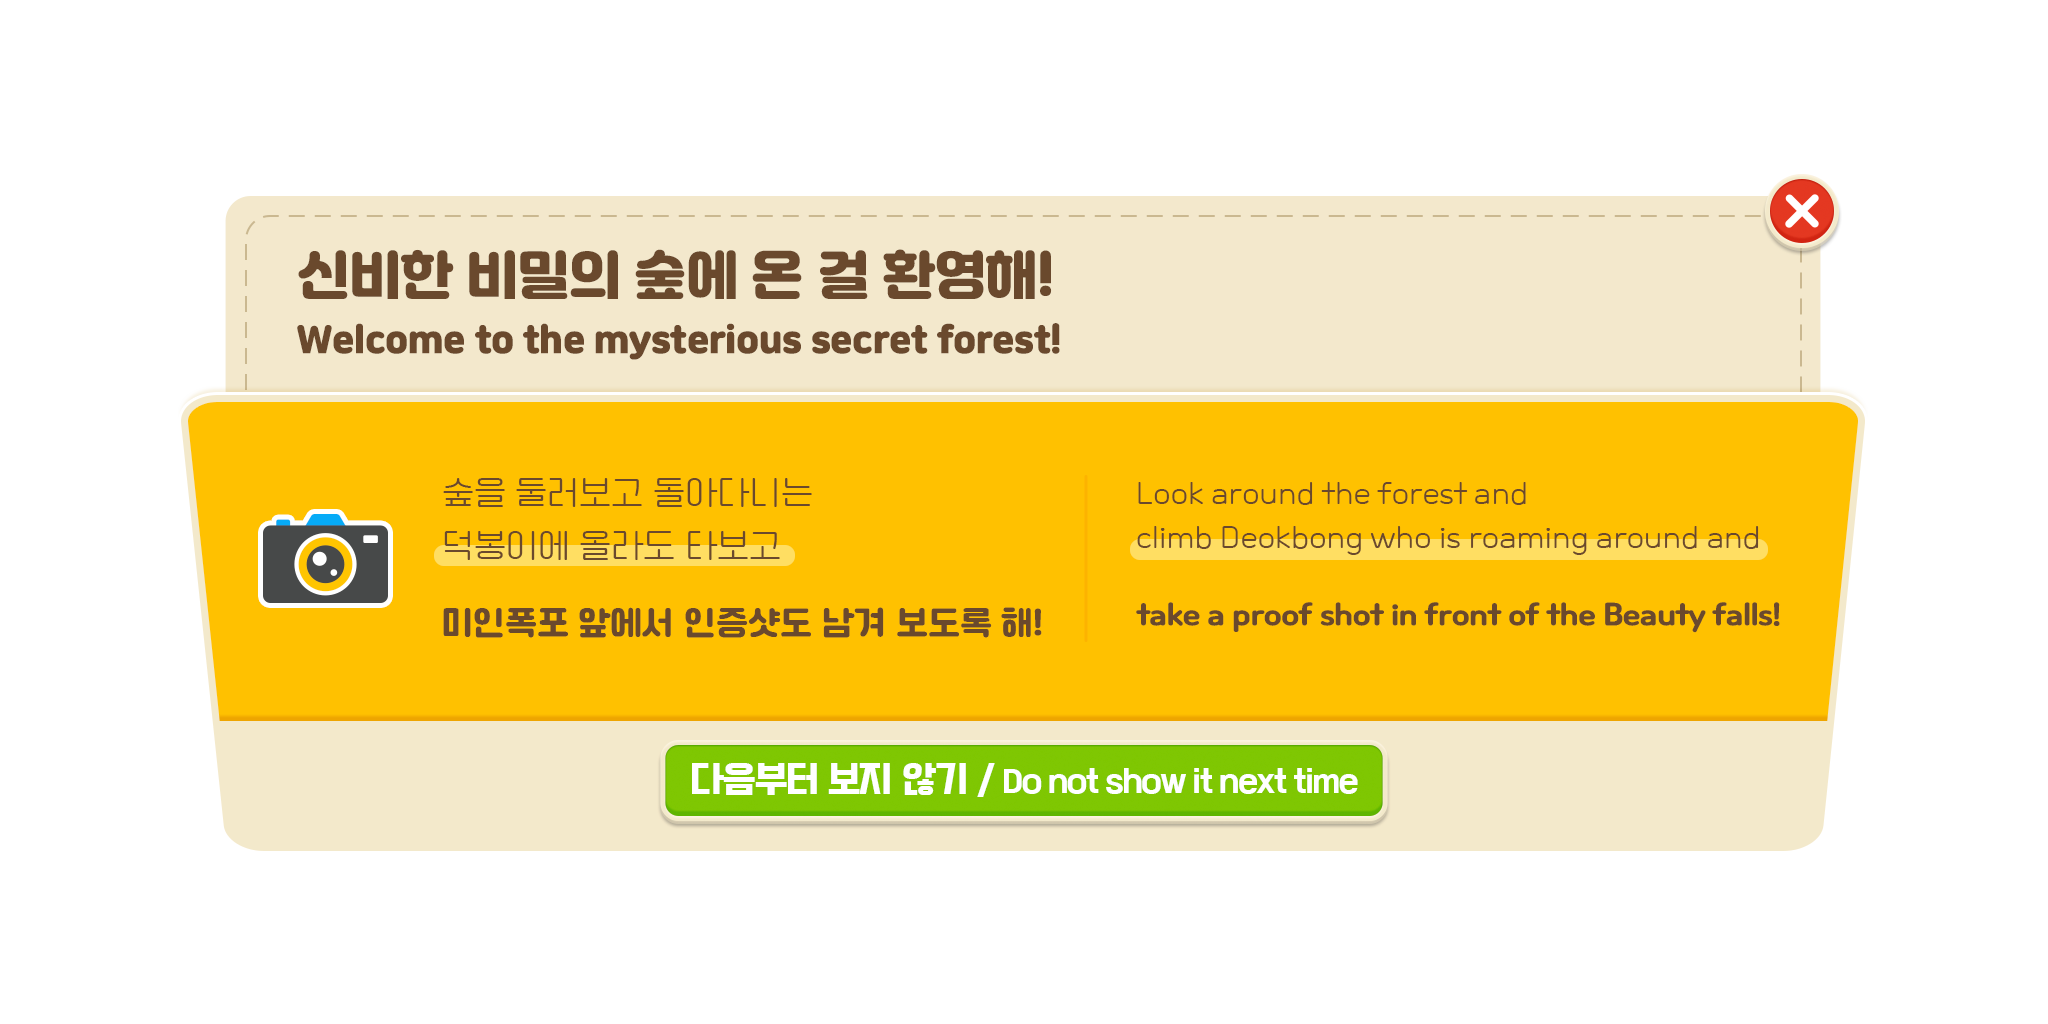 신비한 비밀의 숲에 온 걸 환영해!
Welcome to the mysterious secret forest!
숲을 둘러보고 돌아다니는
덕봉이에 올라도 타보고
미인폭포 앞에서 인증샷도 남겨 보도록 해!
Look around the forest and
climb Deokbong who is roaming around and
take a proof shot in front of the Beauty falls!
다음부터 보지 않기 / Do not show it next time